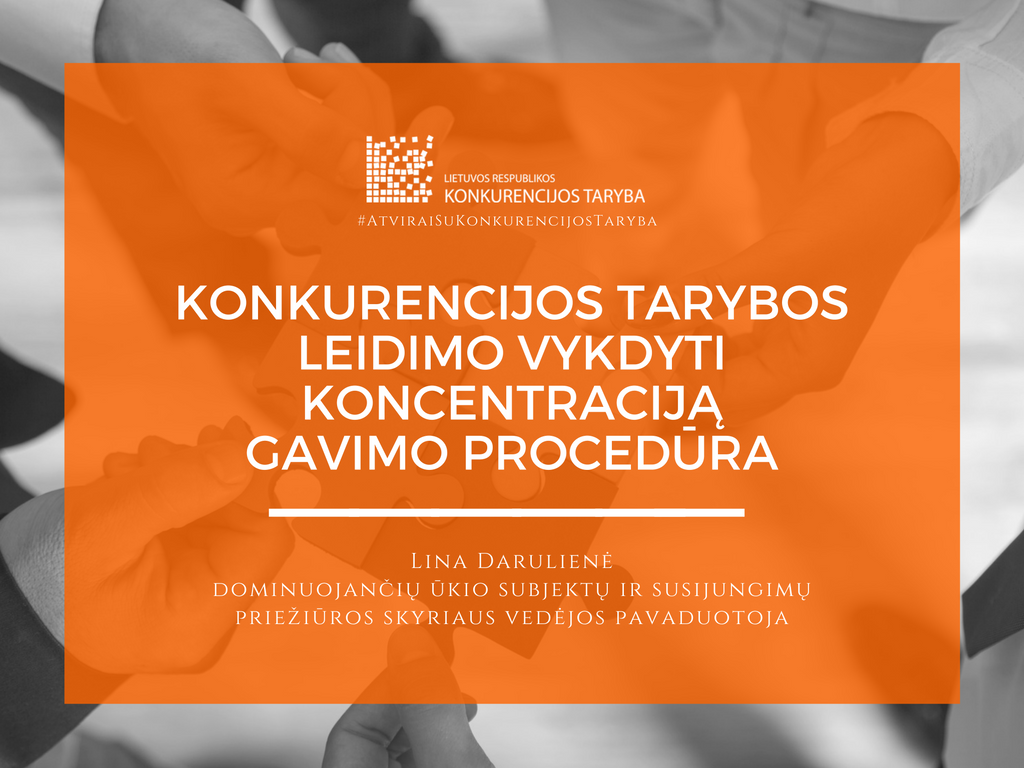 LIETUVOS RESPUBLIKOS
KONKURENCIJOS TARYBA
#AtviraiSuKonkurencijosTaryba
KONKURENCIJOS TARYBOS
LEIDIMO VYKDYTI
KONCENTRACIJĄ
GAVIMO PROCEDŪRA
Lina Darulienė
dominuojančių ūkio subjektų ir susijungimų
priežiūros skyriaus vedėjos pavaduotoja